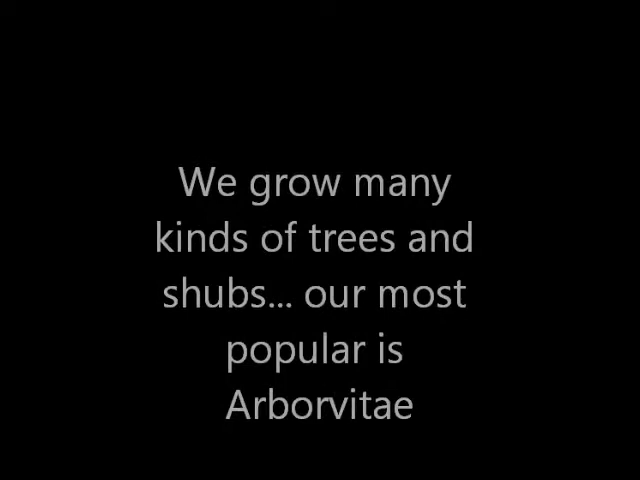 We grow many
kinds of trees and
shubs... our most
popular is
Arborvitae